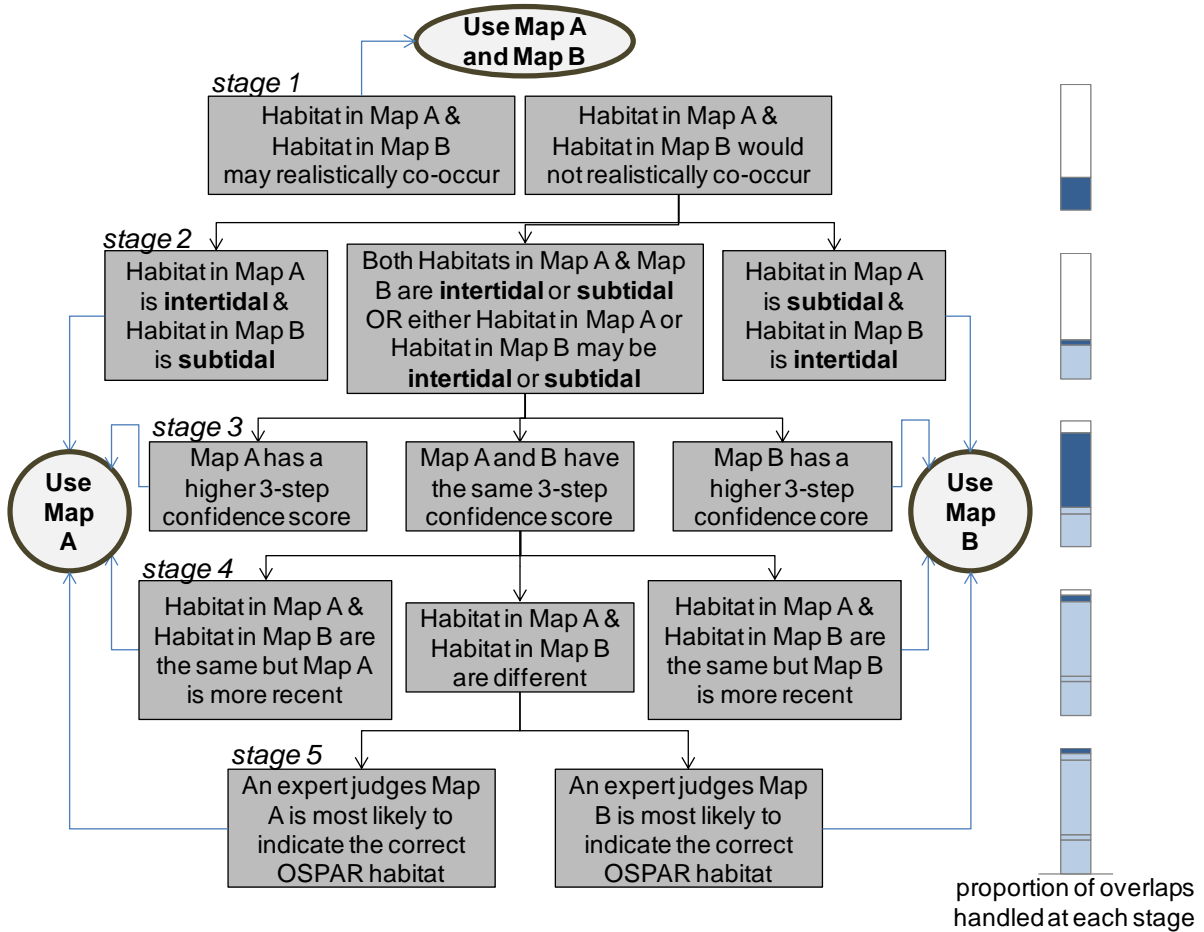 Use Map A
and Map B
stage 1
Habitat in Map A &
Habitat in Map B
may realistically co-occur
Habitat in Map A &
Habitat in Map B would
not realistically co-occur
stage 2
Habitat in Map A
is intertidal &
Habitat in Map B
is subtidal
Both Habitats in Map A & Map
B are intertidal or subtidal
OR either Habitat in Map A or
Habitat in Map B may be
intertidal or subtidal
Habitat in Map A
is subtidal &
Habitat in Map B
is intertidal
stage 3
Use
Map
A
Map A has a
higher 3-step
confidence score
Map A and B have
the same 3-step
confidence score
Map B has a
higher 3-step
confidence core
Use
Map
B
stage 4
Habitat in Map A &
Habitat in Map B are
the same but Map A
is more recent
Habitat in Map A &
Habitat in Map B
are different
Habitat in Map A &
Habitat in Map B are
the same but Map B
is more recent
stage 5
An expert judges Map
A is most likely to
indicate the correct
OSPAR habitat
An expert judges Map
B is most likely to
indicate the correct
OSPAR habitat
proportion of overlaps
handled at each stage